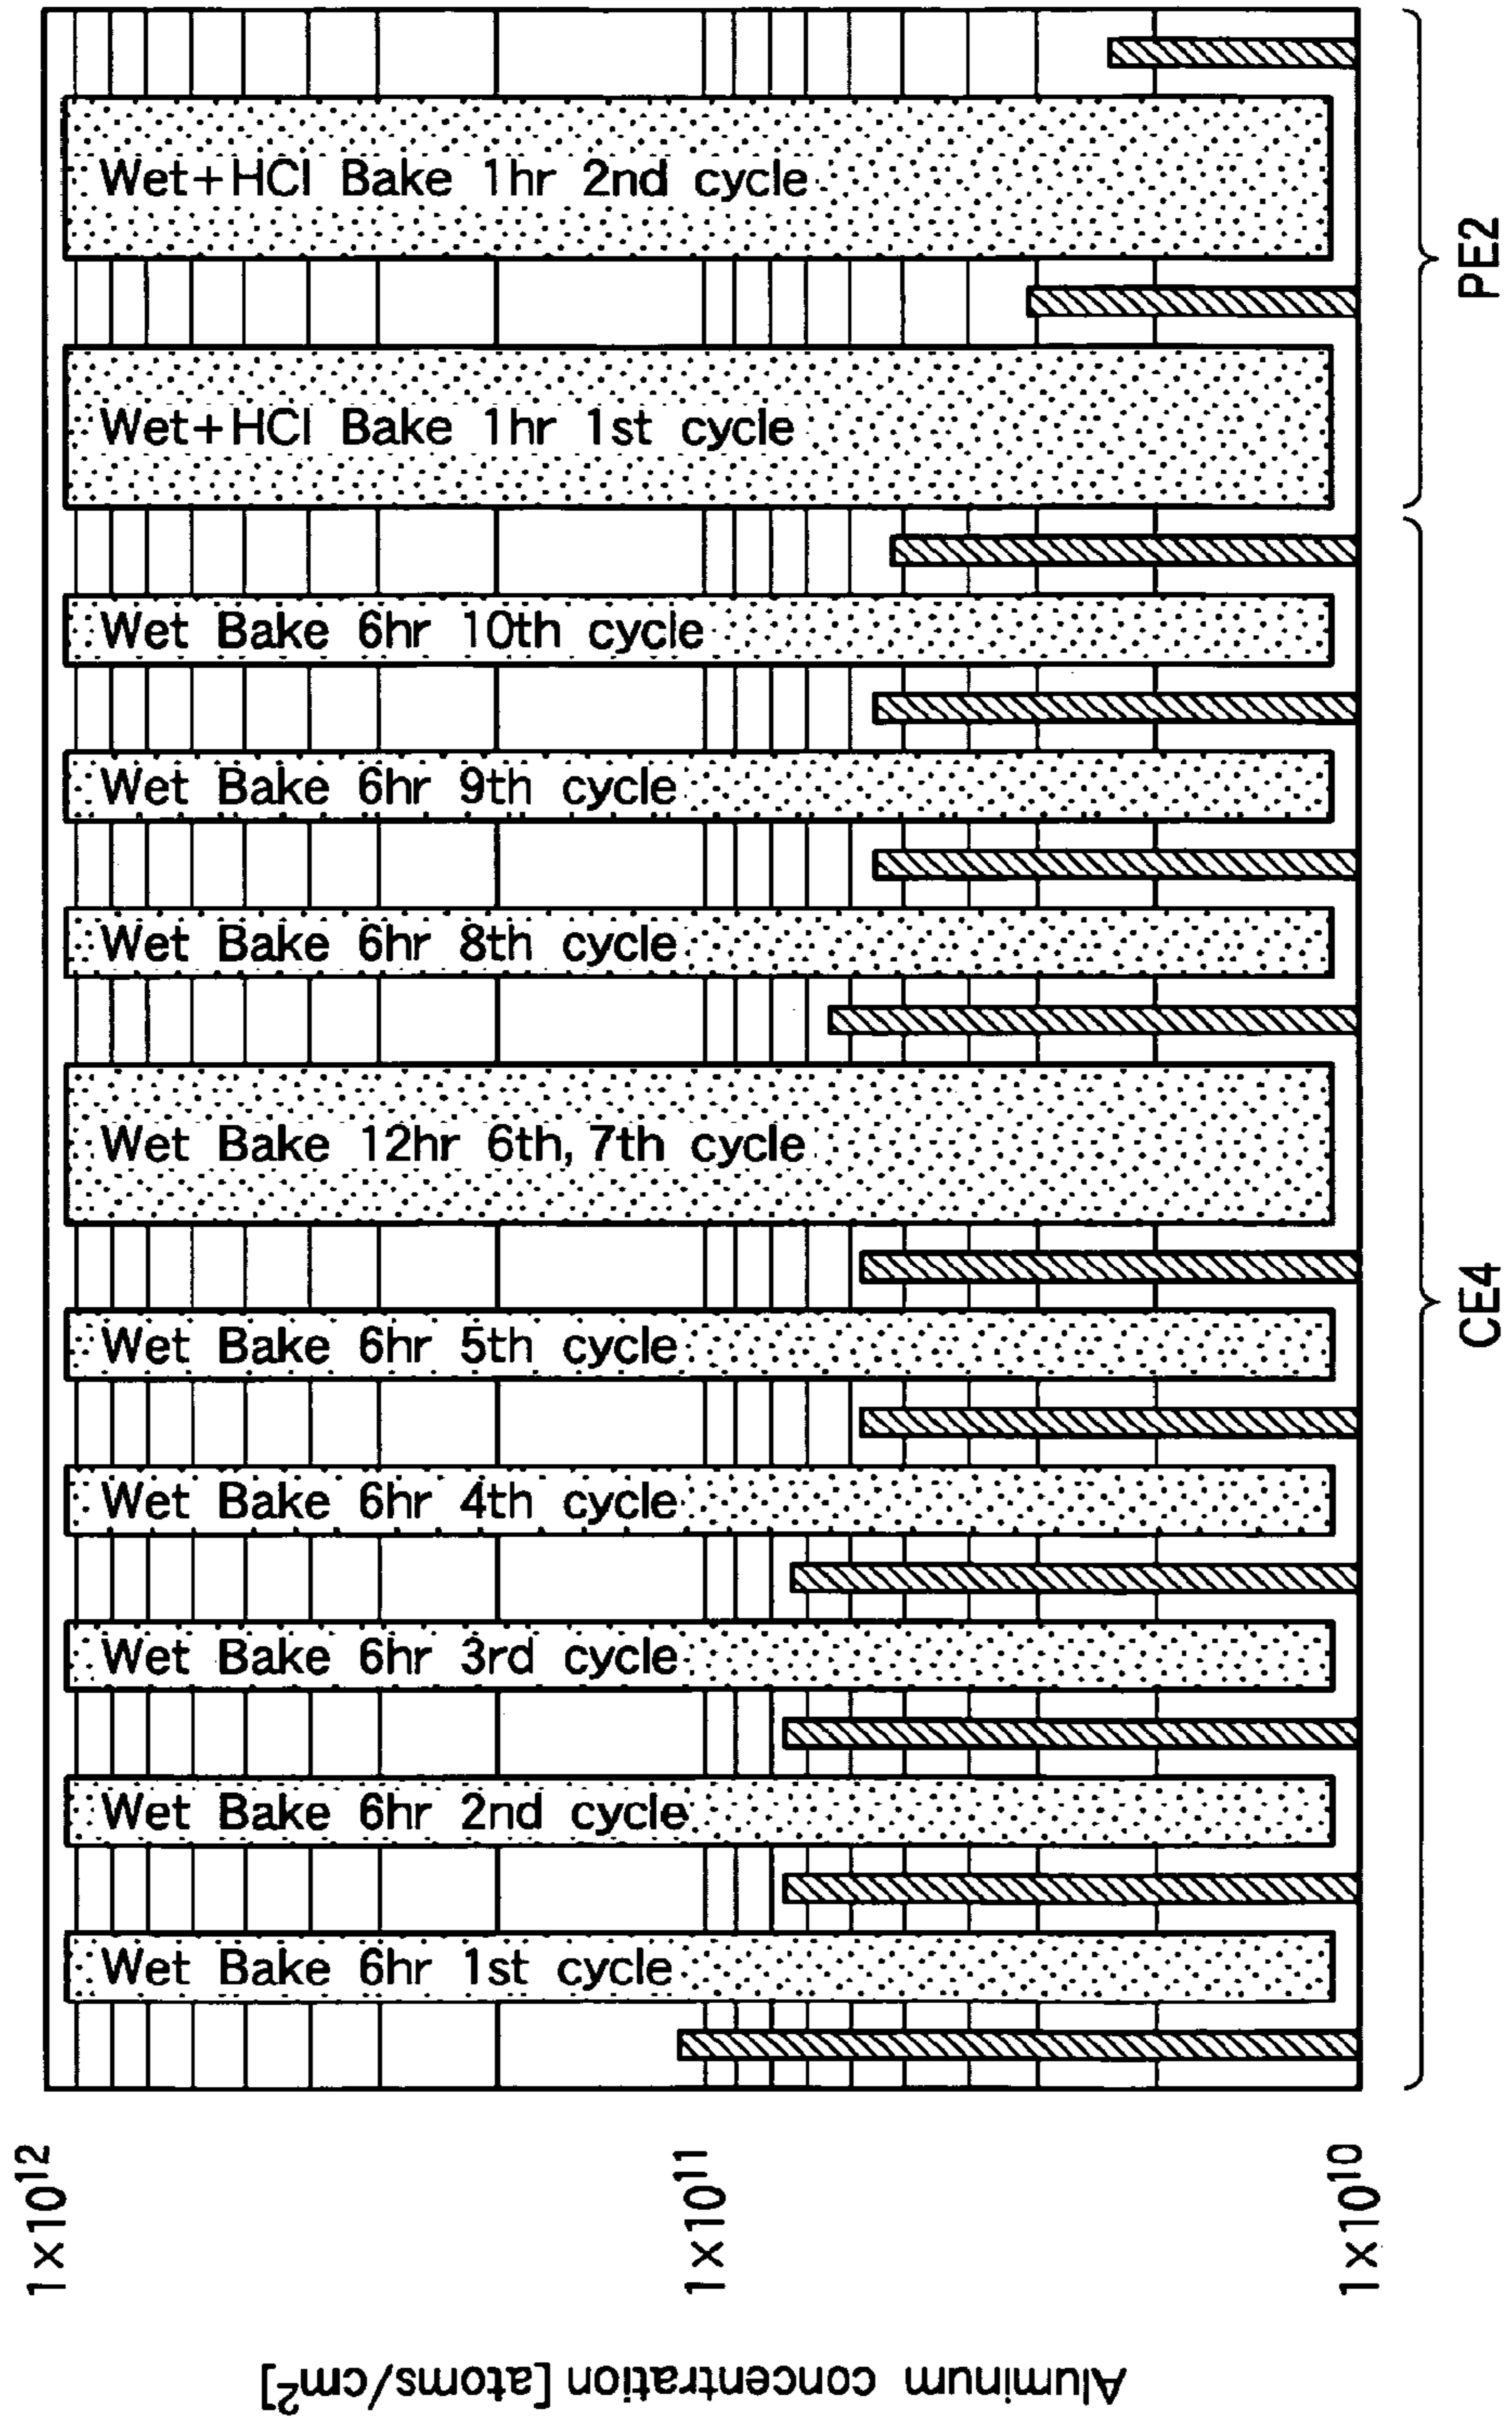 Wet+HCl Bake 1hr 2nd cycle
Wet+HCl Bake 1hr 1st cycle
Wet Bake 6hr 10th cycle
Wet Bake 6hr 9th cycle
Wet Bake 6hr 8th cycle
Wet Bake 12hr 6th, 7th cycle
Wet Bake 6hr 5th cycle
Wet Bake 6hr 4th cycle
Wet Bake 6hr 3rd cycle
Wet Bake 6hr 2nd cycle
Wet Bake 6hr 1st cycle
PE2
CE4
1×10¹²
1×10¹¹
1×10¹⁰
Aluminum concentration [atoms/cm²]